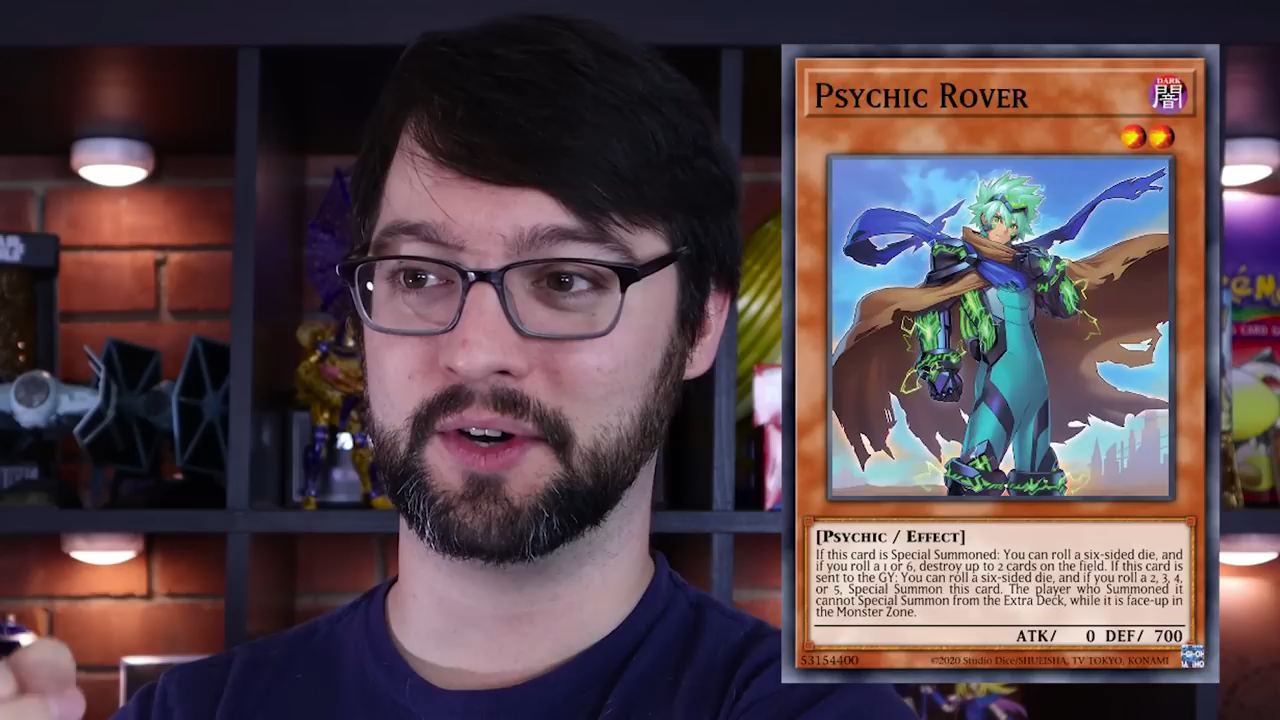 PSYCHIC ROVER
DARK
闇
[PSYCHIC / EFFECT]
If this card is Special Summoned: You can roll a six-sided die, and
if you roll a 1 or 6, destroy up to 2 cards on the field. If this card is
sent to the GY: You can roll a six-sided die, and if you roll a 2, 3, 4,
or 5, Special Summon this card. The player who Summoned it
cannot Special Summon from the Extra Deck, while it is face-up in
the Monster Zone.
ATK/ 0 DEF/ 700
53154400 ©2020 Studio Dice/SHUEISHA, TV TOKYO, KONAMI